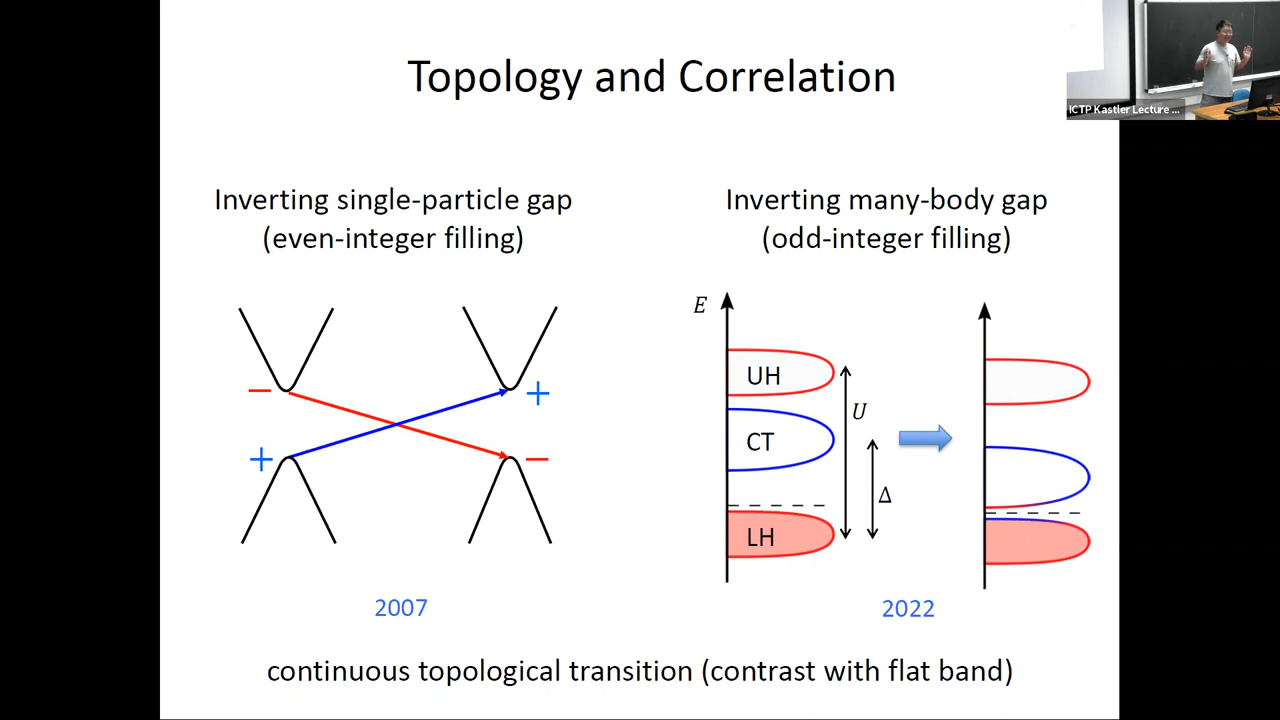 Topology and Correlation
ICTP Kastler Lecture ...
Inverting single-particle gap
(even-integer filling)
Inverting many-body gap
(odd-integer filling)
− +
+ −
2007
E
UH
CT
LH
U
Δ
2022
continuous topological transition (contrast with flat band)